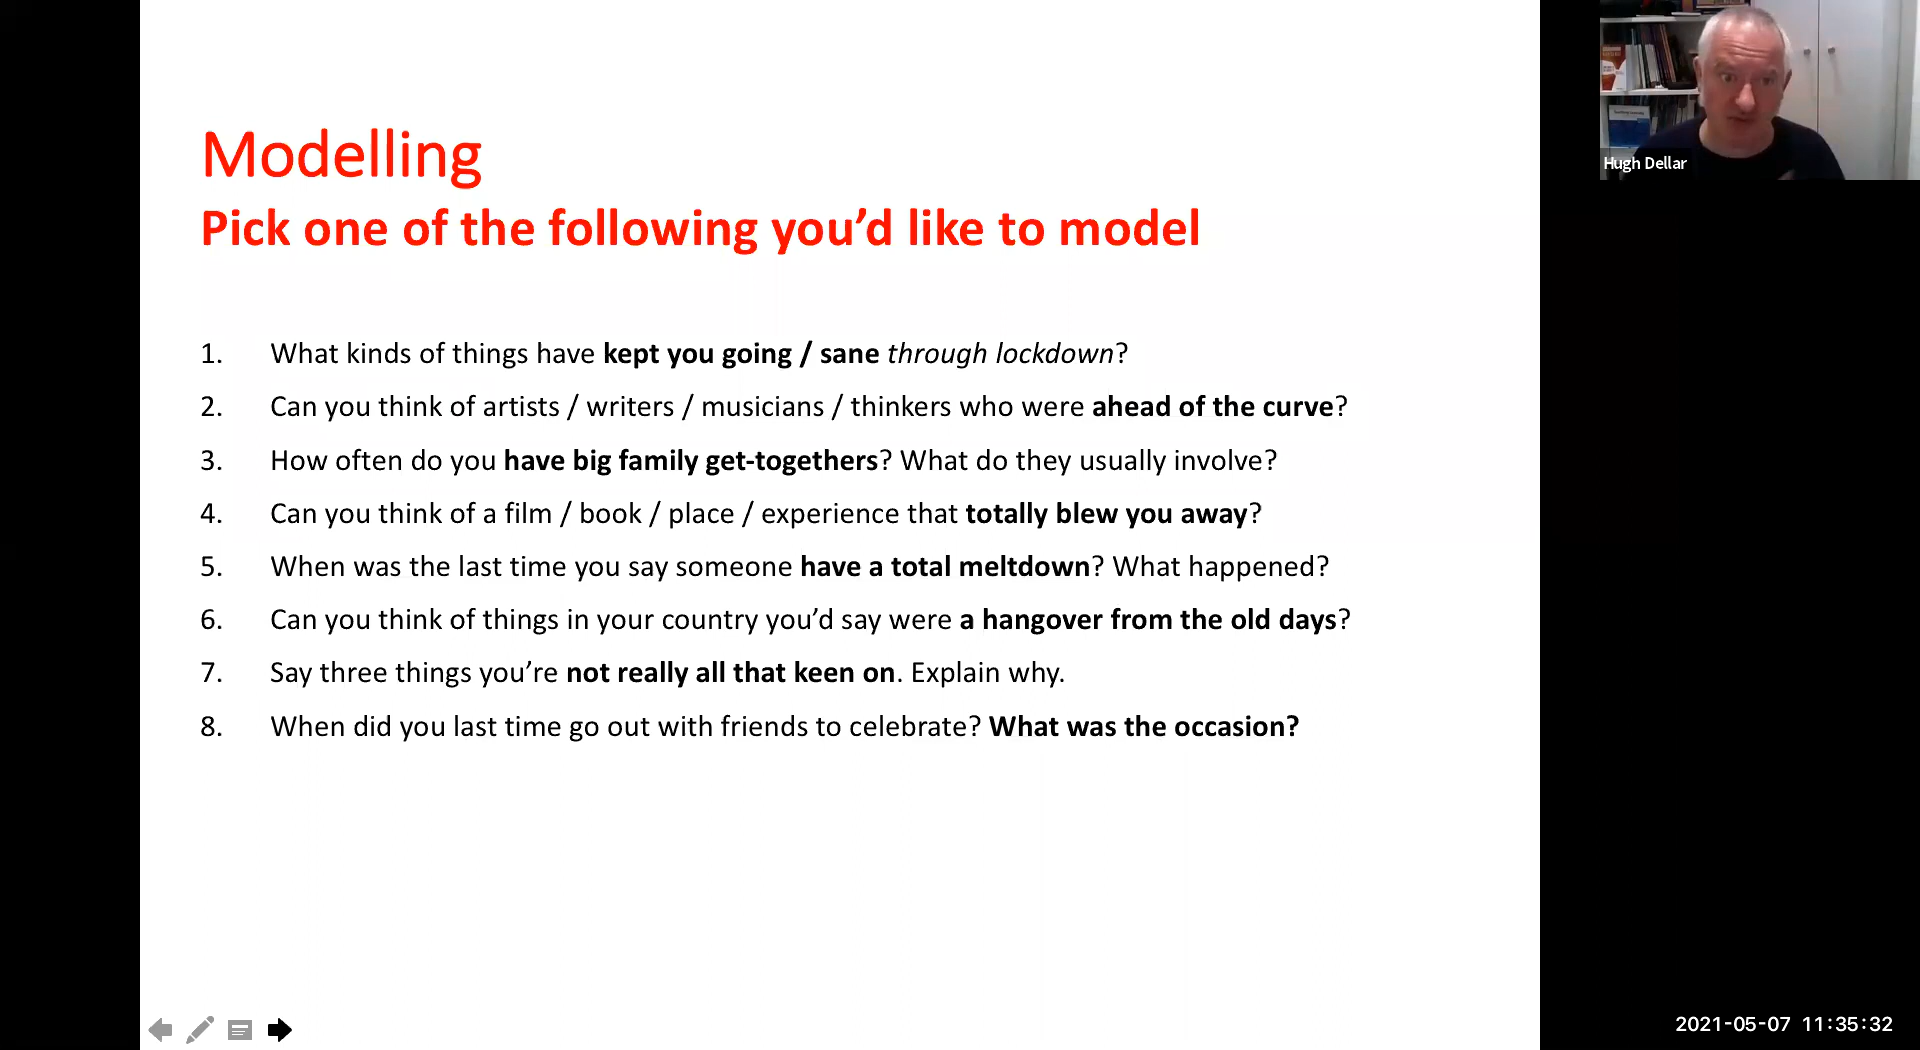 Modelling
Pick one of the following you’d like to model
1. What kinds of things have kept you going / sane through lockdown?
2. Can you think of artists / writers / musicians / thinkers who were ahead of the curve?
3. How often do you have big family get-togethers? What do they usually involve?
4. Can you think of a film / book / place / experience that totally blew you away?
5. When was the last time you say someone have a total meltdown? What happened?
6. Can you think of things in your country you’d say were a hangover from the old days?
7. Say three things you’re not really all that keen on. Explain why.
8. When did you last time go out with friends to celebrate? What was the occasion?
Hugh Dellar
2021-05-07 11:35:32